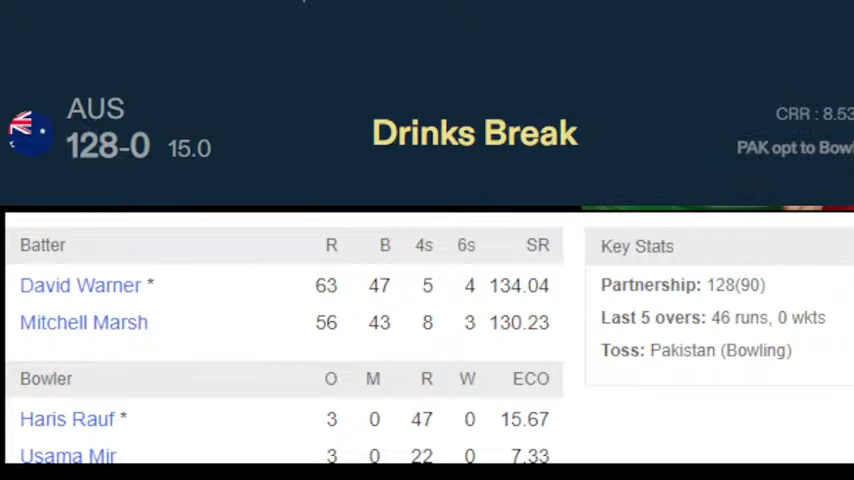 AUS
128-0 15.0
Drinks Break
CRR : 8.53
PAK opt to Bowl
Batter R B 4s 6s SR
David Warner * 63 47 5 4 134.04
Mitchell Marsh 56 43 8 3 130.23
Bowler O M R W ECO
Haris Rauf * 3 0 47 0 15.67
Usama Mir 3 0 22 0 7.33
Key Stats
Partnership: 128(90)
Last 5 overs: 46 runs, 0 wkts
Toss: Pakistan (Bowling)